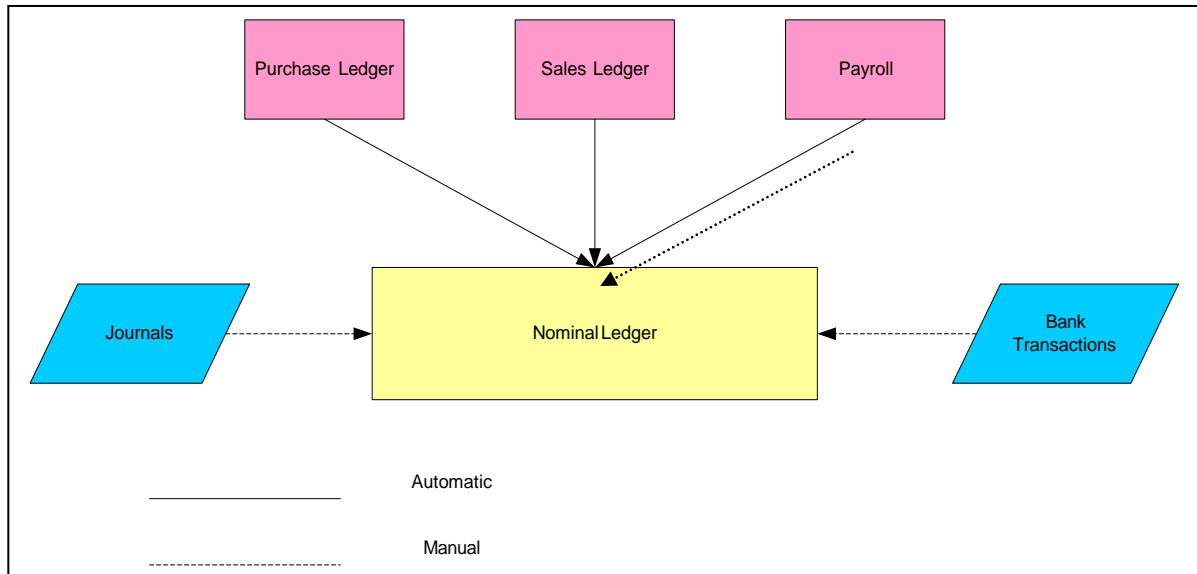 Purchase Ledger
Sales Ledger
Payroll
Journals
Nominal Ledger
Bank
Transactions
Automatic
Manual